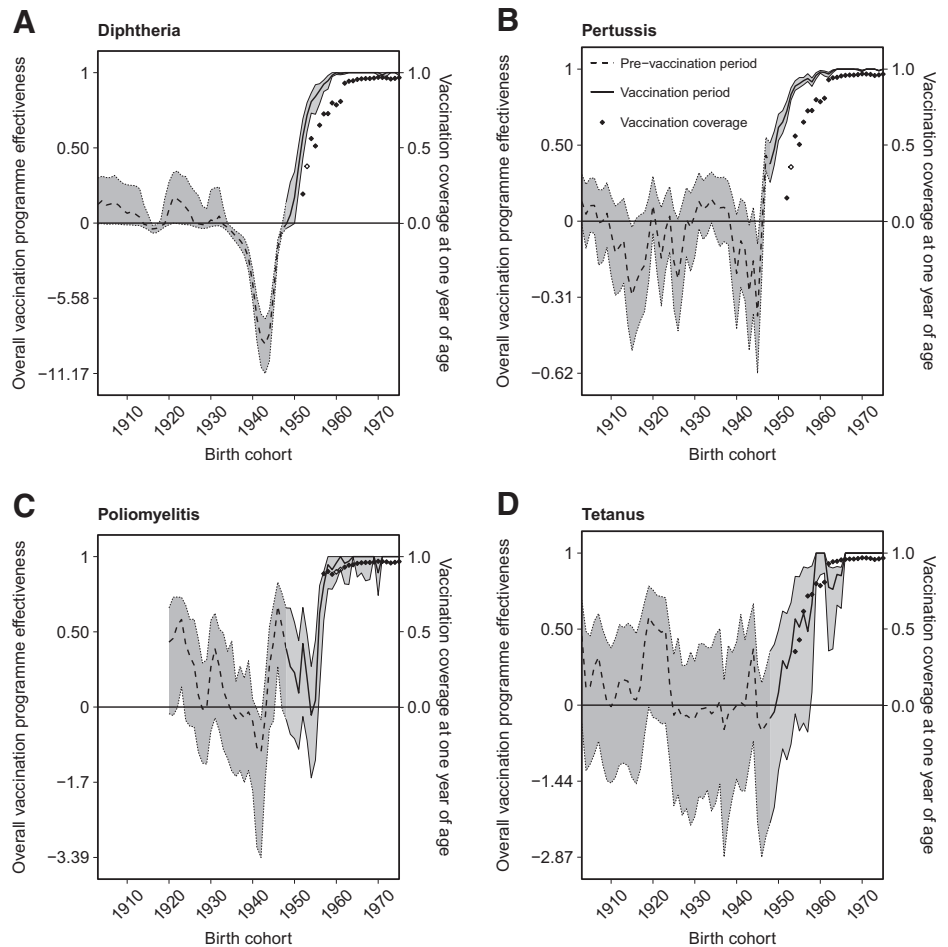 A
Diphtheria
Overall vaccination programme effectiveness
1
0.50
0
−5.58
−11.17
1.0
0.5
0.0
Vaccination coverage at one year of age
1910
1920
1930
1940
1950
1960
1970
Birth cohort
B
Pertussis
Overall vaccination programme effectiveness
1
0.50
0
−0.31
−0.62
Pre−vaccination period
Vaccination period
Vaccination coverage
1.0
0.5
0.0
Vaccination coverage at one year of age
1910
1920
1930
1940
1950
1960
1970
Birth cohort
C
Poliomyelitis
Overall vaccination programme effectiveness
1
0.50
0
−1.7
−3.39
1.0
0.5
0.0
Vaccination coverage at one year of age
1910
1920
1930
1940
1950
1960
1970
Birth cohort
D
Tetanus
Overall vaccination programme effectiveness
1
0.50
0
−1.44
−2.87
1.0
0.5
0.0
Vaccination coverage at one year of age
1910
1920
1930
1940
1950
1960
1970
Birth cohort